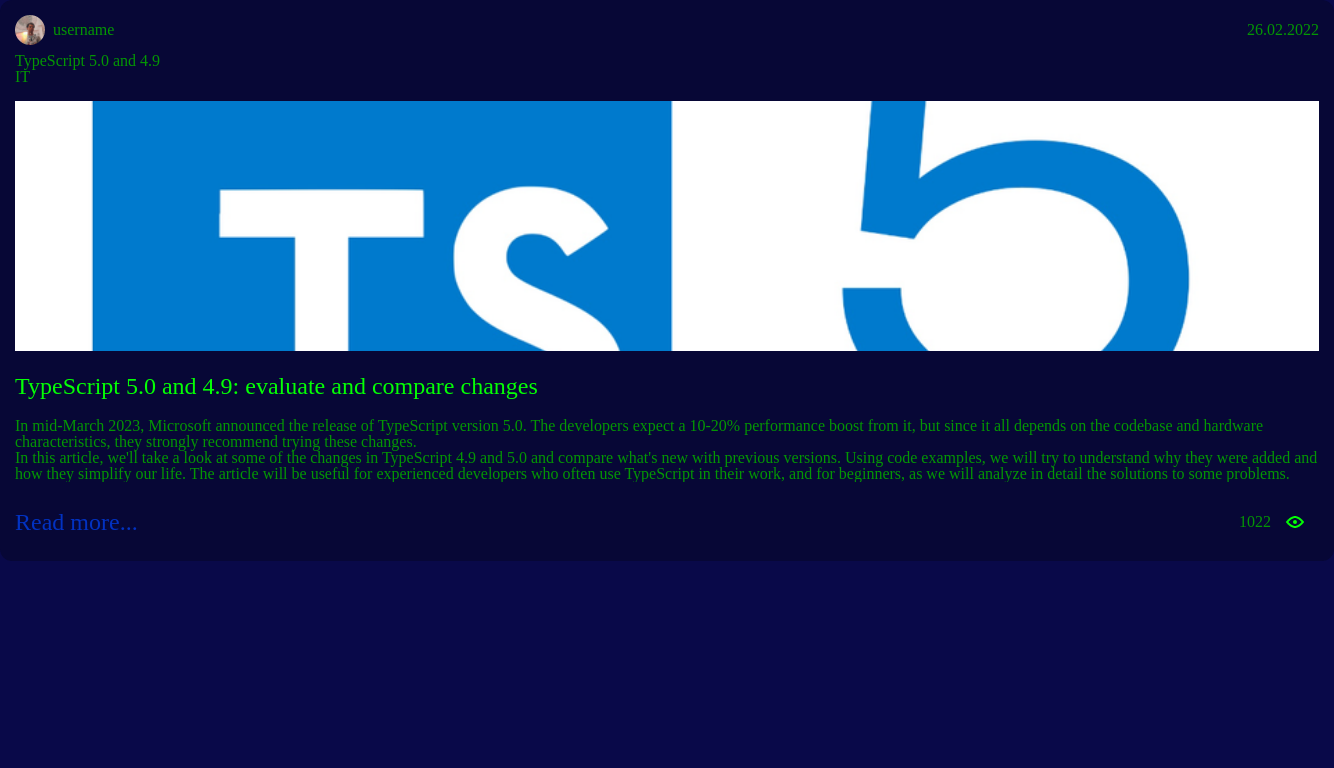 username
26.02.2022
TypeScript 5.0 and 4.9
IT
TS 5
TypeScript 5.0 and 4.9: evaluate and compare changes
In mid-March 2023, Microsoft announced the release of TypeScript version 5.0. The developers expect a 10-20% performance boost from it, but since it all depends on the codebase and hardware
characteristics, they strongly recommend trying these changes.
In this article, we'll take a look at some of the changes in TypeScript 4.9 and 5.0 and compare what's new with previous versions. Using code examples, we will try to understand why they were added and
how they simplify our life. The article will be useful for experienced developers who often use TypeScript in their work, and for beginners, as we will analyze in detail the solutions to some problems.
Read more...
1022